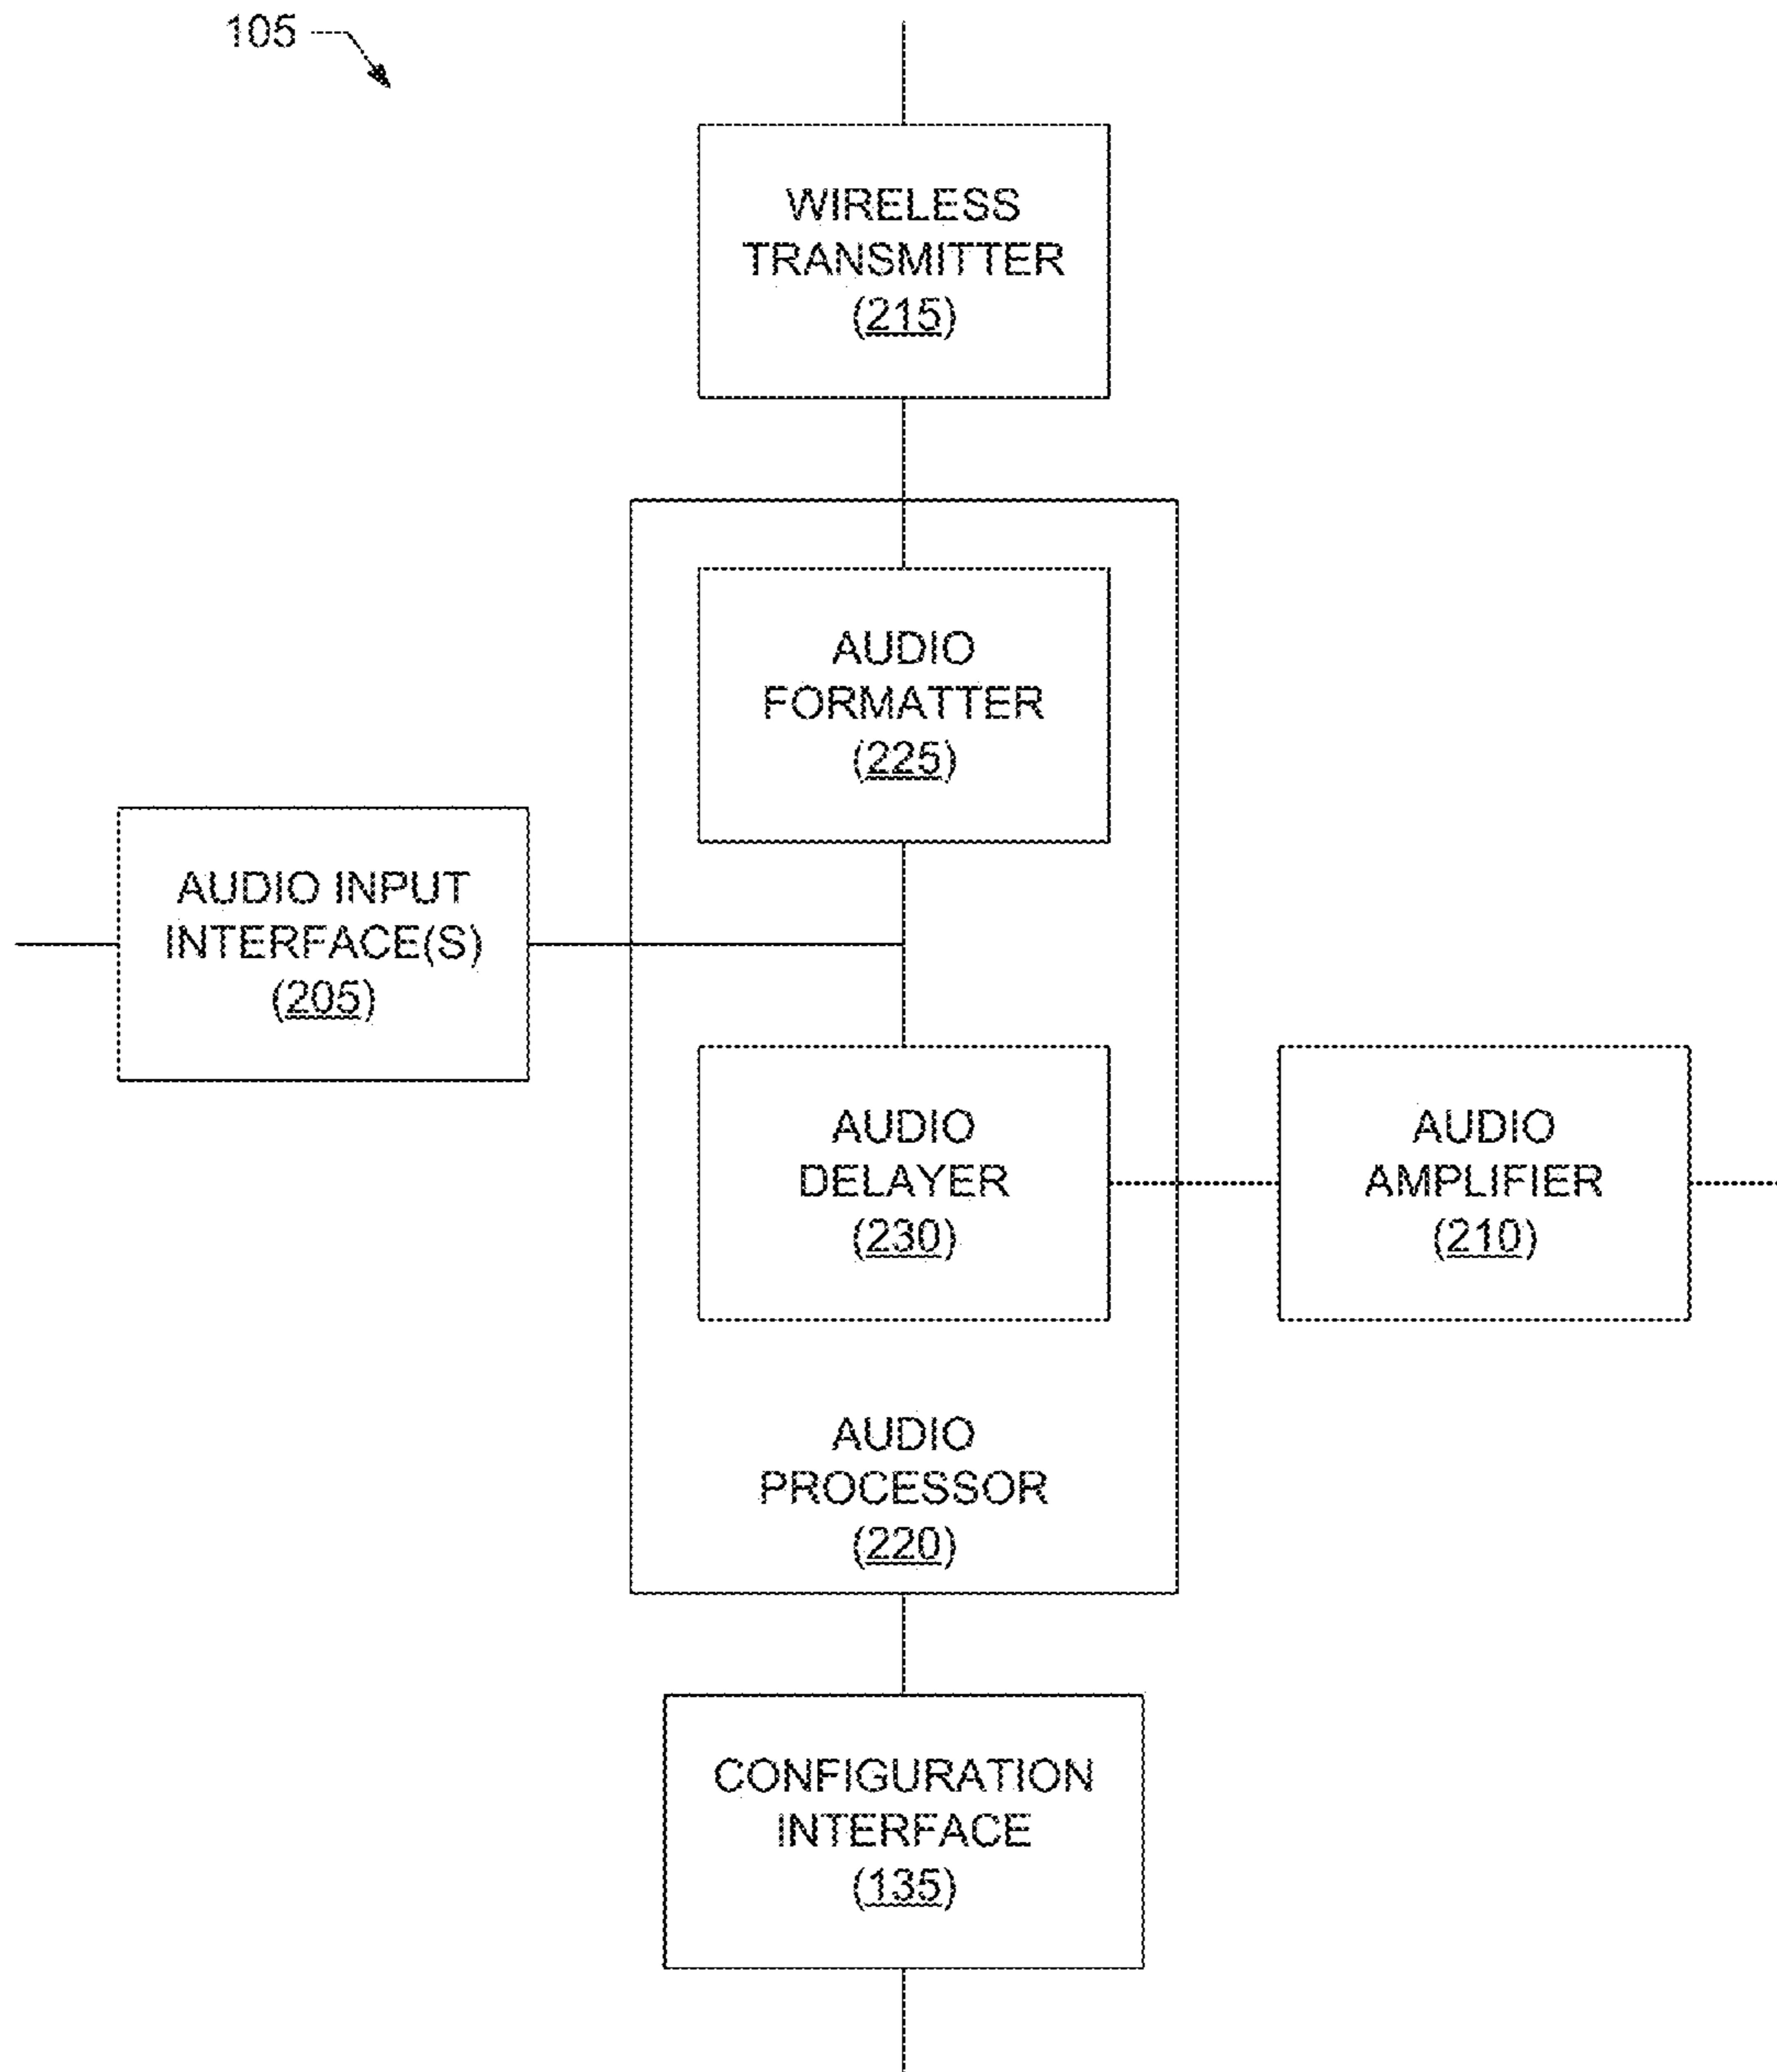 105
WIRELESS
TRANSMITTER
(215)
AUDIO
FORMATTER
(225)
AUDIO INPUT
INTERFACE(S)
(205)
AUDIO
DELAYER
(230)
AUDIO
AMPLIFIER
(210)
AUDIO
PROCESSOR
(220)
CONFIGURATION
INTERFACE
(135)